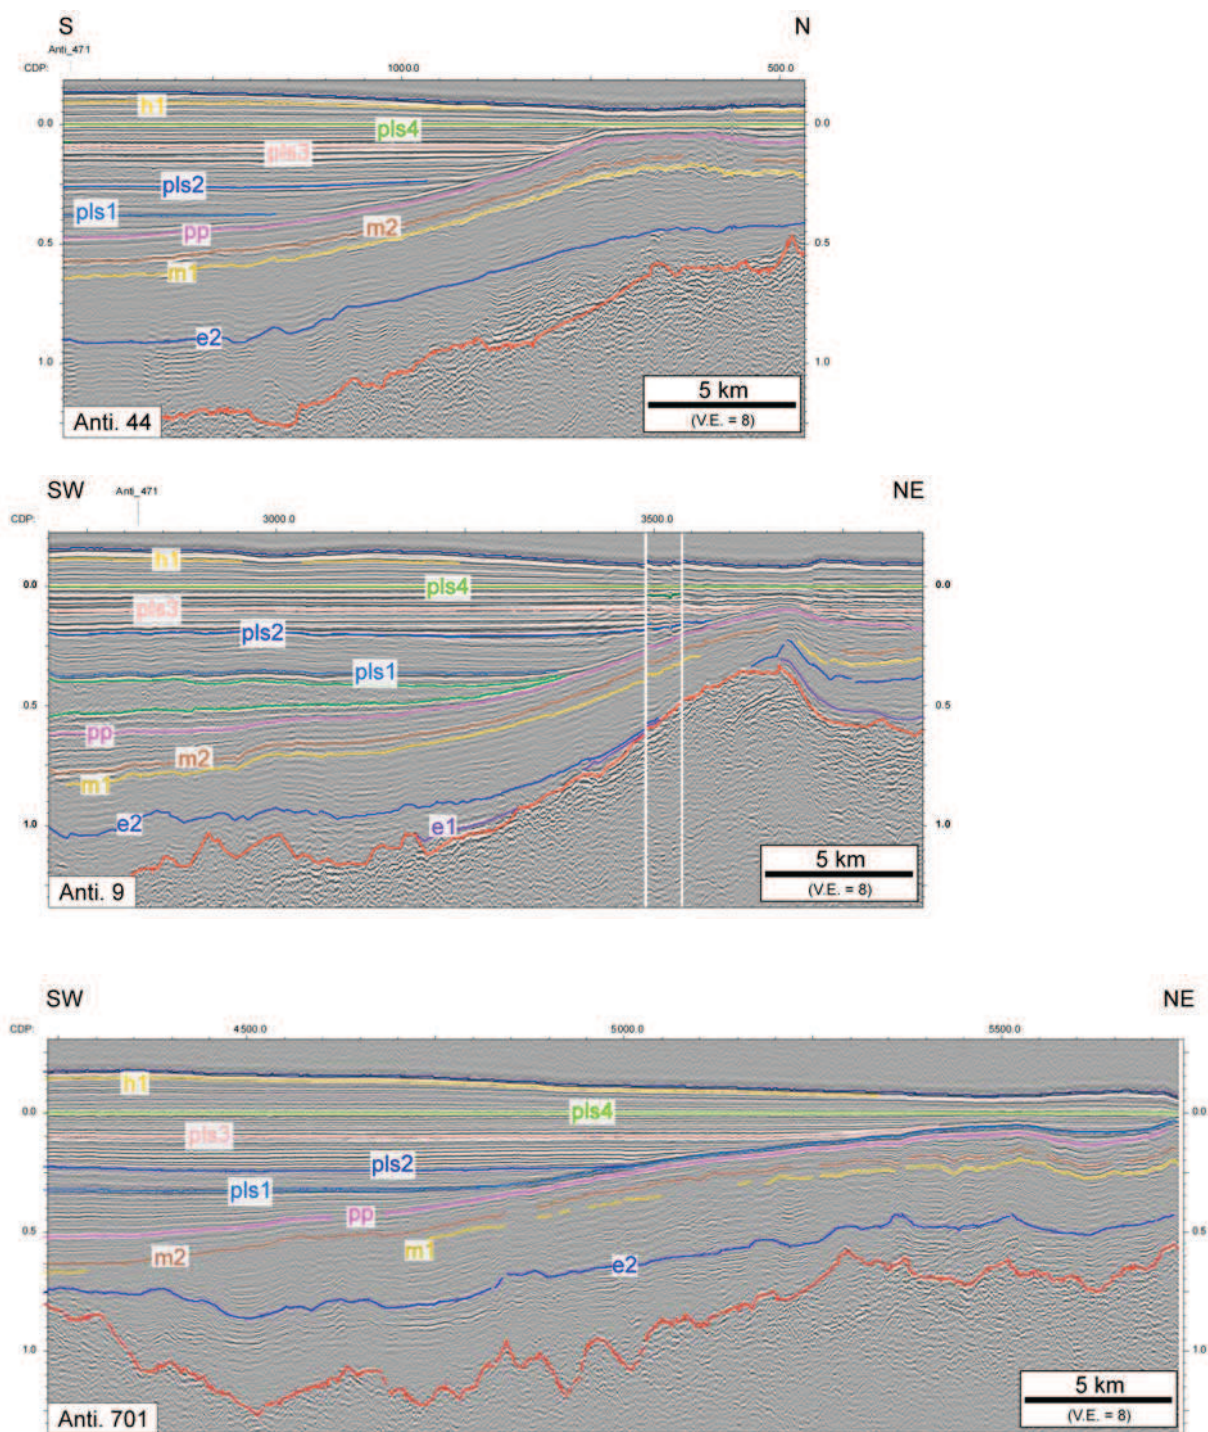 S N
Anti_471
CDP: 1000.0 500.0
h1
0.0 0.0
pls4
pls3
pls2
pls1
pp
m2
m1
0.5 0.5
e2
1.0 1.0
5 km
(V.E. = 8)
Anti. 44
SW NE
Anti_471
CDP: 3000.0 3500.0
h1
0.0 0.0
pls4
pls3
pls2
pls1
0.5 0.5
pp
m2
m1
e2
e1
1.0 1.0
5 km
(V.E. = 8)
Anti. 9
SW NE
CDP: 4500.0 5000.0 5500.0
h1
0.0 0.0
pls4
pls3
pls2
pls1
pp
0.5 0.5
m1
m2
e2
1.0 1.0
5 km
(V.E. = 8)
Anti. 701